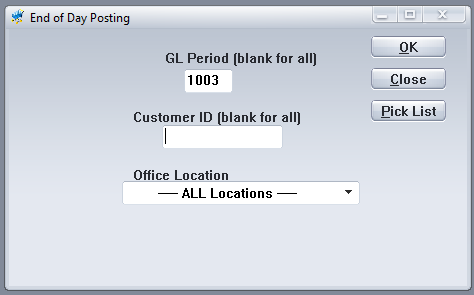 End of Day Posting
GL Period (blank for all)
1003
OK
Close
Pick List
Customer ID (blank for all)
Office Location
── ALL Locations ──